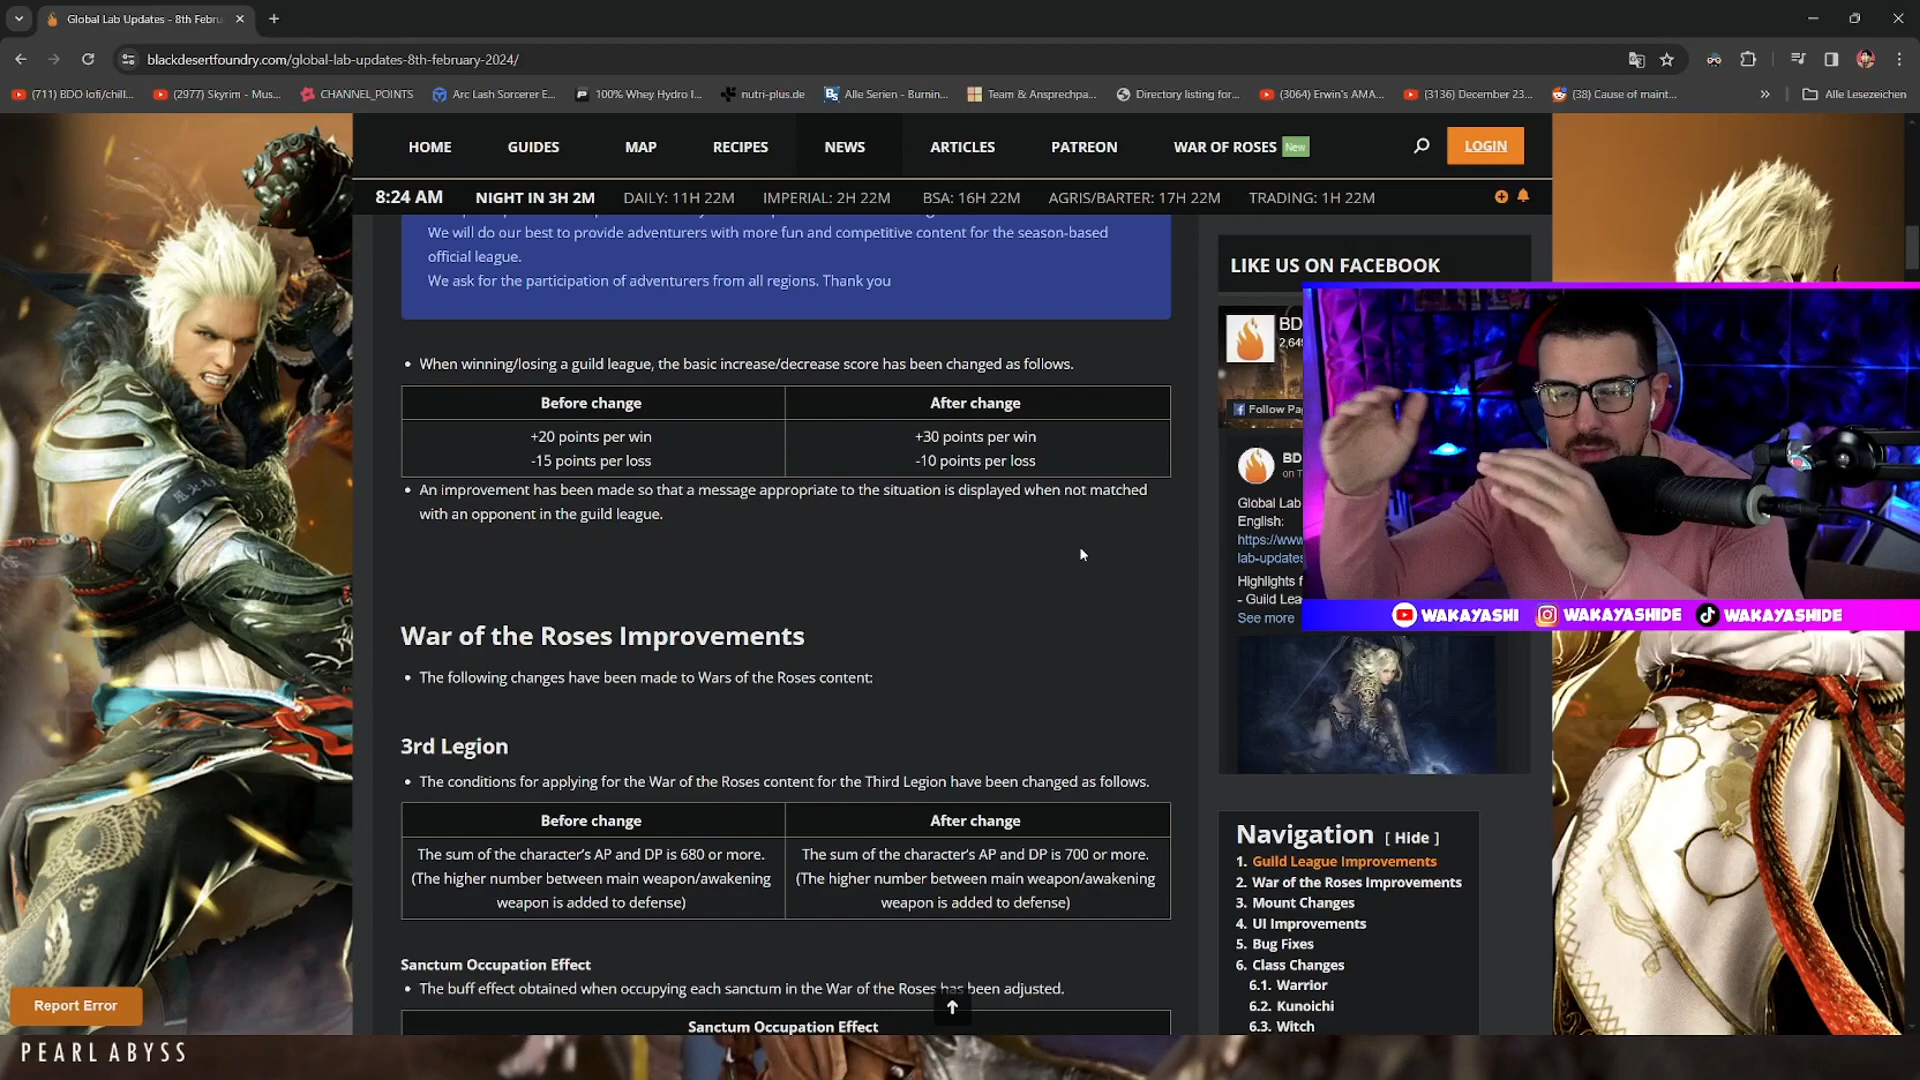 Global Lab Updates - 8th Febru
blackdesertfoundry.com/global-lab-updates-8th-february-2024/
(711) BDO lofi/chill...
(2977) Skyrim - Mus...
CHANNEL_POINTS
Arc Lash Sorcerer E...
100% Whey Hydro I...
nutri-plus.de
Alle Serien - Burnin...
Team & Ansprechpa...
Directory listing for...
(3064) Erwin's AMA...
(3136) December 23...
(38) Cause of maint...
»
Alle Lesezeichen
HOME
GUIDES
MAP
RECIPES
NEWS
ARTICLES
PATREON
WAR OF ROSES New
LOGIN
8:24 AM
NIGHT IN 3H 2M
DAILY: 11H 22M
IMPERIAL: 2H 22M
BSA: 16H 22M
AGRIS/BARTER: 17H 22M
TRADING: 1H 22M
We will do our best to provide adventurers with more fun and competitive content for the season-based
official league.
We ask for the participation of adventurers from all regions. Thank you
• When winning/losing a guild league, the basic increase/decrease score has been changed as follows.
Before change
After change
+20 points per win
-15 points per loss
+30 points per win
-10 points per loss
• An improvement has been made so that a message appropriate to the situation is displayed when not matched
with an opponent in the guild league.
War of the Roses Improvements
• The following changes have been made to Wars of the Roses content:
3rd Legion
• The conditions for applying for the War of the Roses content for the Third Legion have been changed as follows.
Before change
After change
The sum of the character's AP and DP is 680 or more.
(The higher number between main weapon/awakening
weapon is added to defense)
The sum of the character's AP and DP is 700 or more.
(The higher number between main weapon/awakening
weapon is added to defense)
Sanctum Occupation Effect
• The buff effect obtained when occupying each sanctum in the War of the Roses has been adjusted.
Sanctum Occupation Effect
LIKE US ON FACEBOOK
BD
2,64
Follow Pa
BD
on T
Global Lab
English:
https://www
lab-updates
Highlights f
- Guild Lea
See more
WAKAYASHI
WAKAYASHIDE
WAKAYASHIDE
Navigation [ Hide ]
1. Guild League Improvements
2. War of the Roses Improvements
3. Mount Changes
4. UI Improvements
5. Bug Fixes
6. Class Changes
6.1. Warrior
6.2. Kunoichi
6.3. Witch
Report Error
PEARL ABYSS